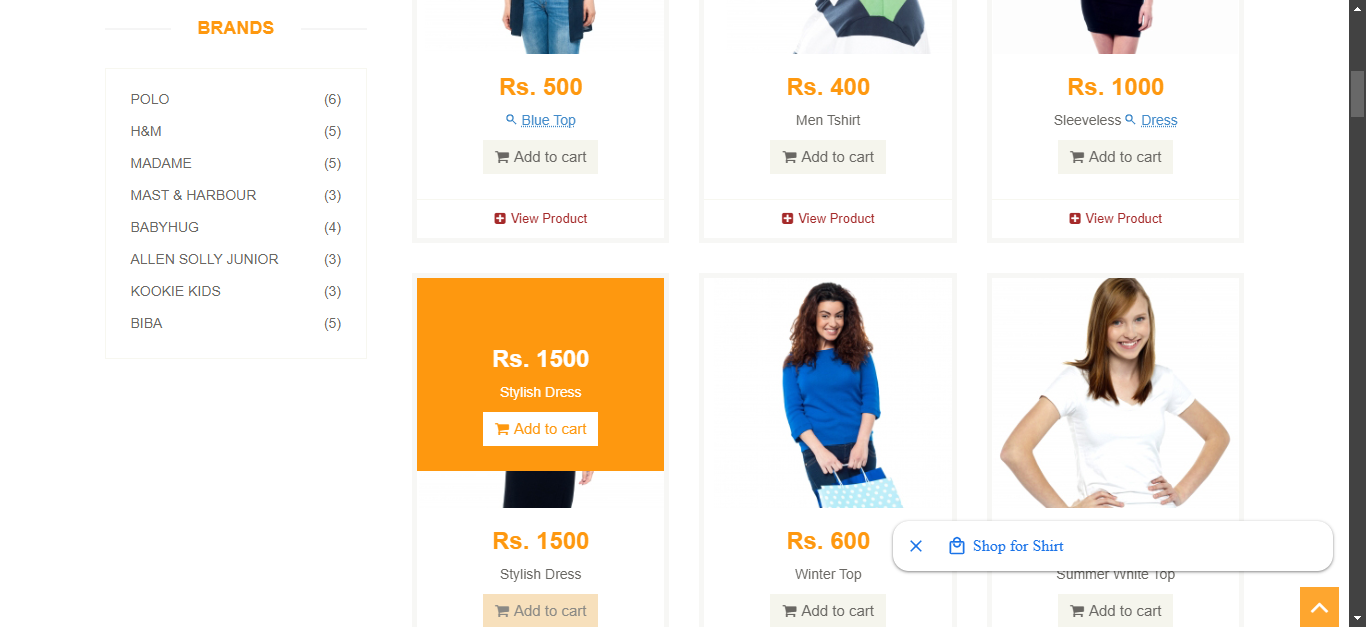 BRANDS
POLO (6)
H&M (5)
MADAME (5)
MAST & HARBOUR (3)
BABYHUG (4)
ALLEN SOLLY JUNIOR (3)
KOOKIE KIDS (3)
BIBA (5)
Rs. 500
Blue Top
Add to cart
View Product
Rs. 400
Men Tshirt
Add to cart
View Product
Rs. 1000
Sleeveless Dress
Add to cart
View Product
Rs. 1500
Stylish Dress
Add to cart
Rs. 1500
Stylish Dress
Add to cart
Rs. 600
Winter Top
Add to cart
Shop for Shirt
Summer White Top
Add to cart